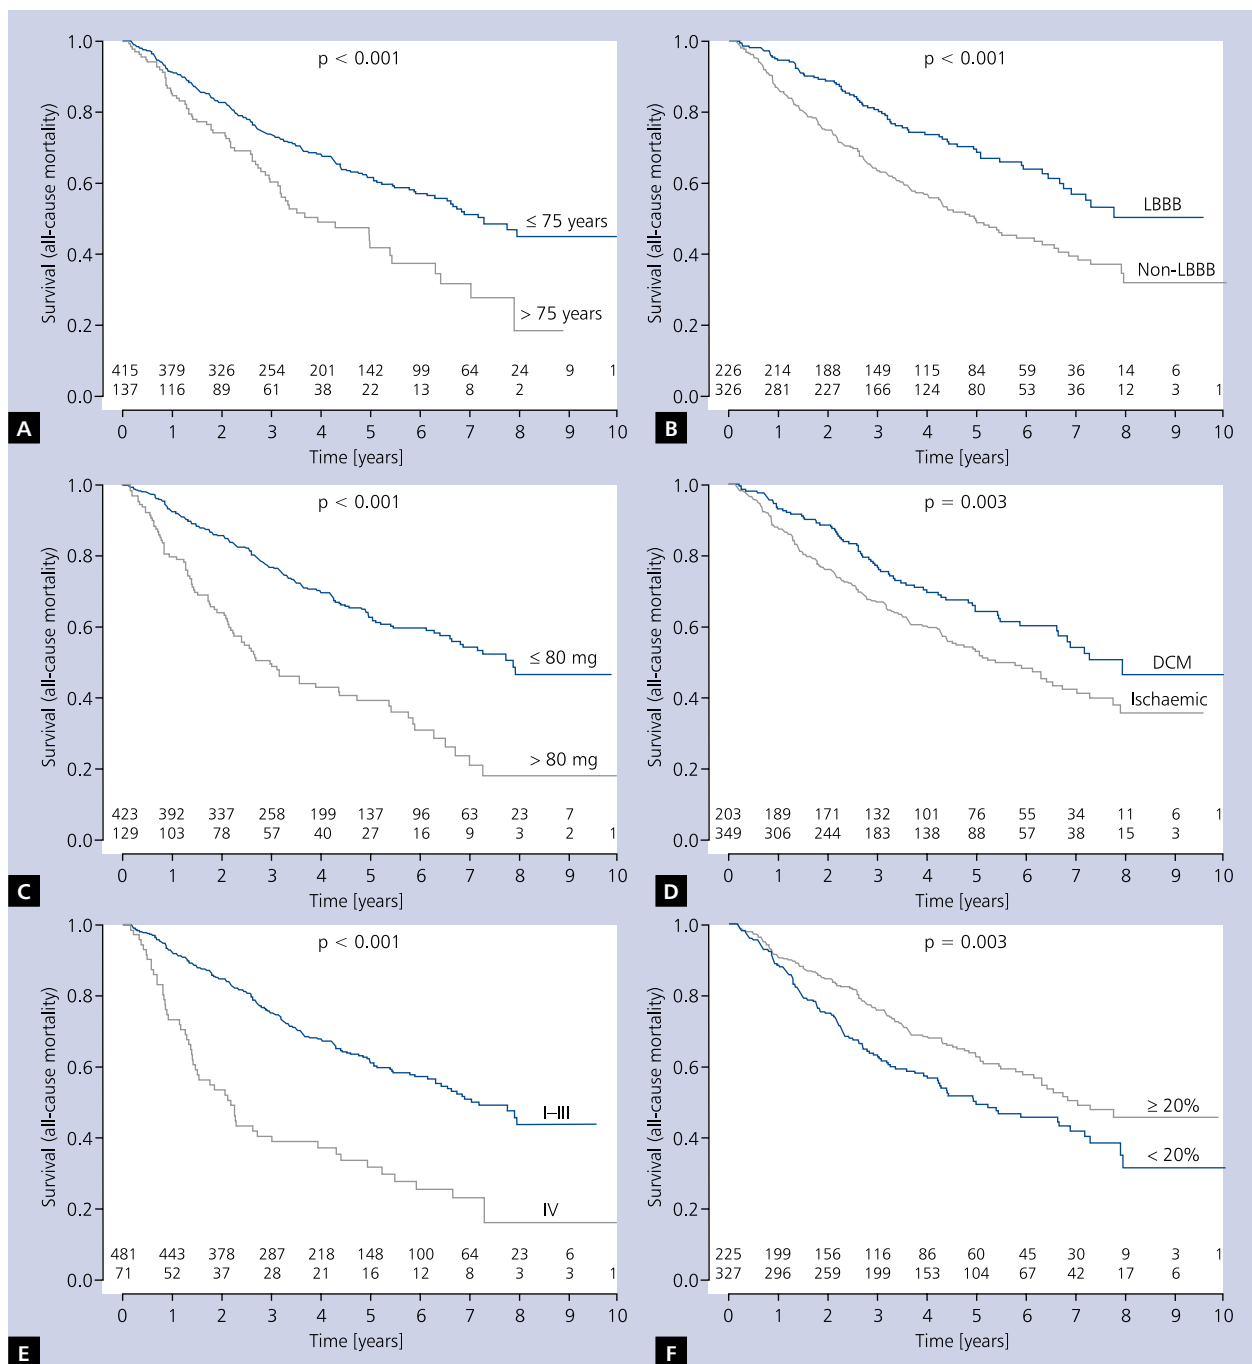 1.0
p < 0.001
0.8
0.6
0.4
0.2
0.0
Survival (all-cause mortality)
≤ 75 years
> 75 years
415 379 326 254 201 142 99 64 24 9 1
137 116 89 61 38 22 13 8 2
0 1 2 3 4 5 6 7 8 9 10
Time [years]
A
1.0
p < 0.001
0.8
0.6
0.4
0.2
0.0
Survival (all-cause mortality)
LBBB
Non-LBBB
226 214 188 149 115 84 59 36 14 6
326 281 227 166 124 80 53 36 12 3 1
0 1 2 3 4 5 6 7 8 9 10
Time [years]
B
1.0
p < 0.001
0.8
0.6
0.4
0.2
0.0
Survival (all-cause mortality)
≤ 80 mg
> 80 mg
423 392 337 258 199 137 96 63 23 7
129 103 78 57 40 27 16 9 3 2 1
0 1 2 3 4 5 6 7 8 9 10
Time [years]
C
1.0
p = 0.003
0.8
0.6
0.4
0.2
0.0
Survival (all-cause mortality)
DCM
Ischaemic
203 189 171 132 101 76 55 34 11 6 1
349 306 244 183 138 88 57 38 15 3
0 1 2 3 4 5 6 7 8 9 10
Time [years]
D
1.0
p < 0.001
0.8
0.6
0.4
0.2
0.0
Survival (all-cause mortality)
I–III
IV
481 443 378 287 218 148 100 64 23 6
71 52 37 28 21 16 12 8 3 3 1
0 1 2 3 4 5 6 7 8 9 10
Time [years]
E
1.0
p = 0.003
0.8
0.6
0.4
0.2
0.0
Survival (all-cause mortality)
≥ 20%
< 20%
225 199 156 116 86 60 45 30 9 3 1
327 296 259 199 153 104 67 42 17 6
0 1 2 3 4 5 6 7 8 9 10
Time [years]
F